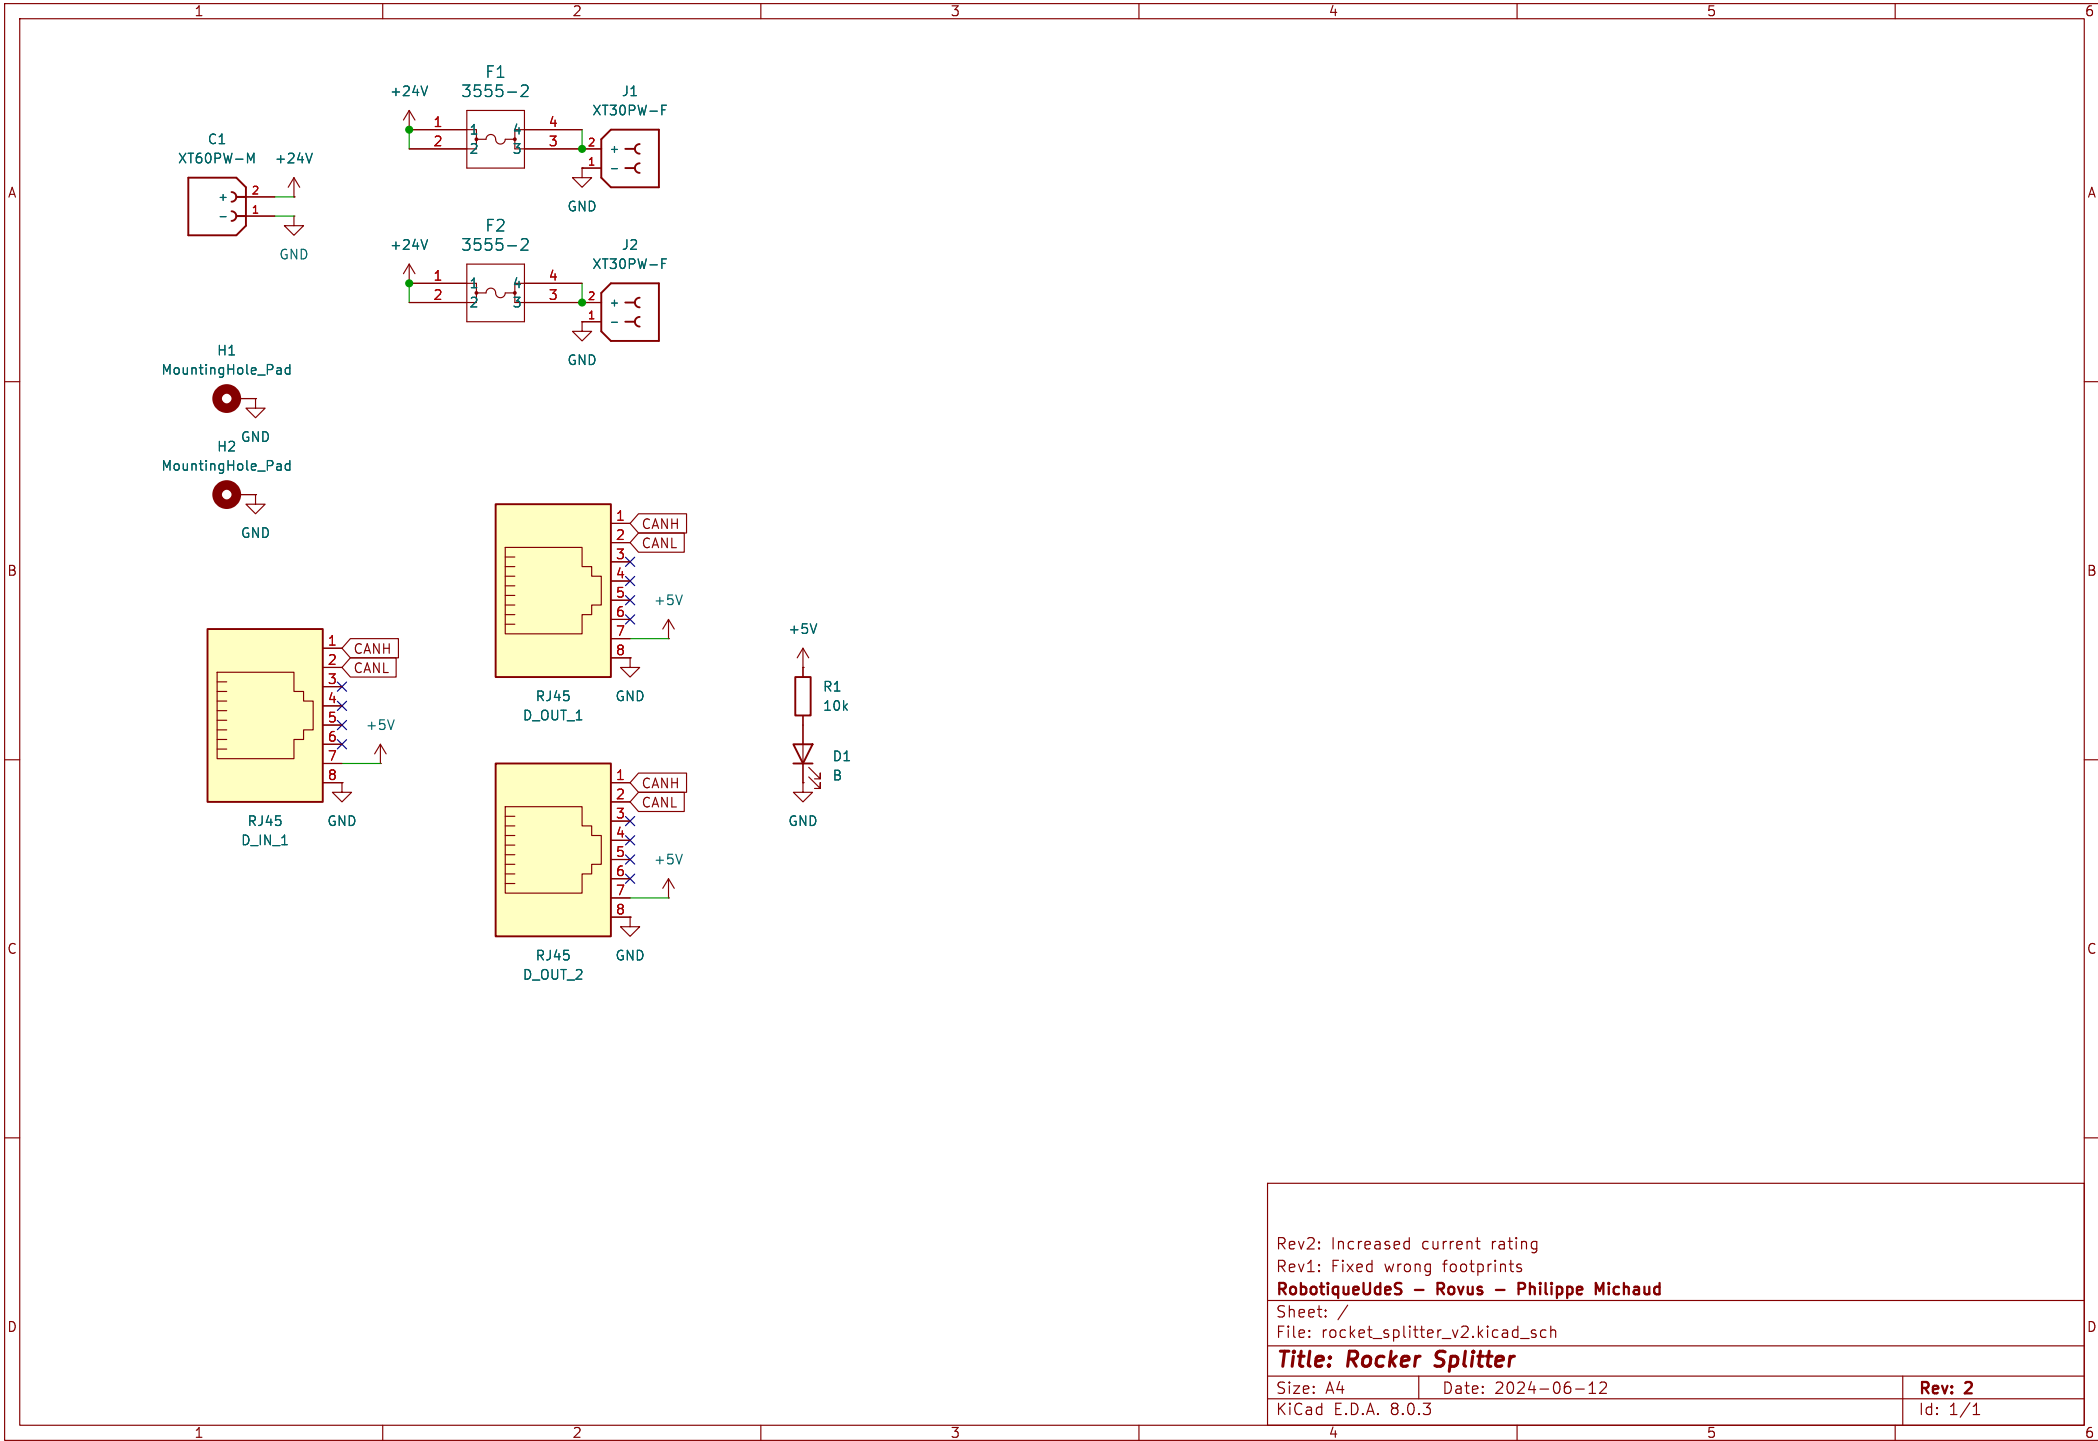 1 2 3 4 5 6
A
B
C
D
A
B
C
D
C1
XT60PW-M
+24V
+
-
2
1
GND
F1
3555-2
+24V
1
2
1
2
4
3
4
3
J1
XT30PW-F
2
1
+
-
GND
F2
3555-2
+24V
1
2
1
2
4
3
4
3
J2
XT30PW-F
2
1
+
-
GND
H1
MountingHole_Pad
GND
H2
MountingHole_Pad
GND
1
2
3
4
5
6
7
8
CANH
CANL
+5V
GND
RJ45
D_IN_1
1
2
3
4
5
6
7
8
CANH
CANL
+5V
GND
RJ45
D_OUT_1
1
2
3
4
5
6
7
8
CANH
CANL
+5V
GND
RJ45
D_OUT_2
+5V
R1
10k
D1
B
GND
Rev2: Increased current rating
Rev1: Fixed wrong footprints
RobotiqueUdeS - Rovus - Philippe Michaud
Sheet: /
File: rocket_splitter_v2.kicad_sch
Title: Rocker Splitter
Size: A4 Date: 2024-06-12 Rev: 2
KiCad E.D.A. 8.0.3 Id: 1/1
1 2 3 4 5 6